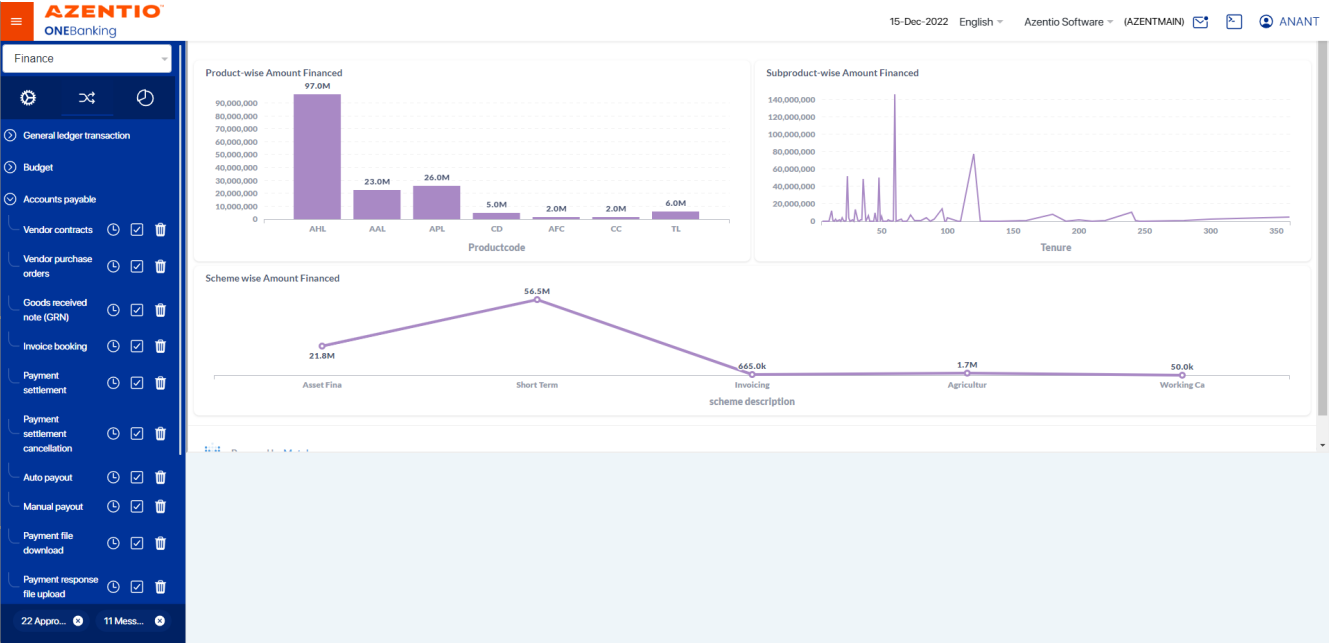 AZENTIO™
ONEBanking
15-Dec-2022 English Azentio Software (AZENTMAIN) ANANT
Finance
General ledger transaction
Budget
Accounts payable
Vendor contracts
Vendor purchase
orders
Goods received
note (GRN)
Invoice booking
Payment
settlement
Payment
settlement
cancellation
Auto payout
Manual payout
Payment file
download
Payment response
file upload
22 Appro...
11 Mess...
Product-wise Amount Financed
97.0M
90,000,000
80,000,000
70,000,000
60,000,000
50,000,000
40,000,000
30,000,000
20,000,000
10,000,000
0
23.0M
26.0M
5.0M
2.0M
2.0M
6.0M
AHL AAL APL CD AFC CC TL
Productcode
Subproduct-wise Amount Financed
140,000,000
120,000,000
100,000,000
80,000,000
60,000,000
40,000,000
20,000,000
0
50 100 150 200 250 300 350
Tenure
Scheme wise Amount Financed
21.8M
56.5M
665.0k
1.7M
50.0k
Asset Fina Short Term Invoicing Agricultur Working Ca
scheme description